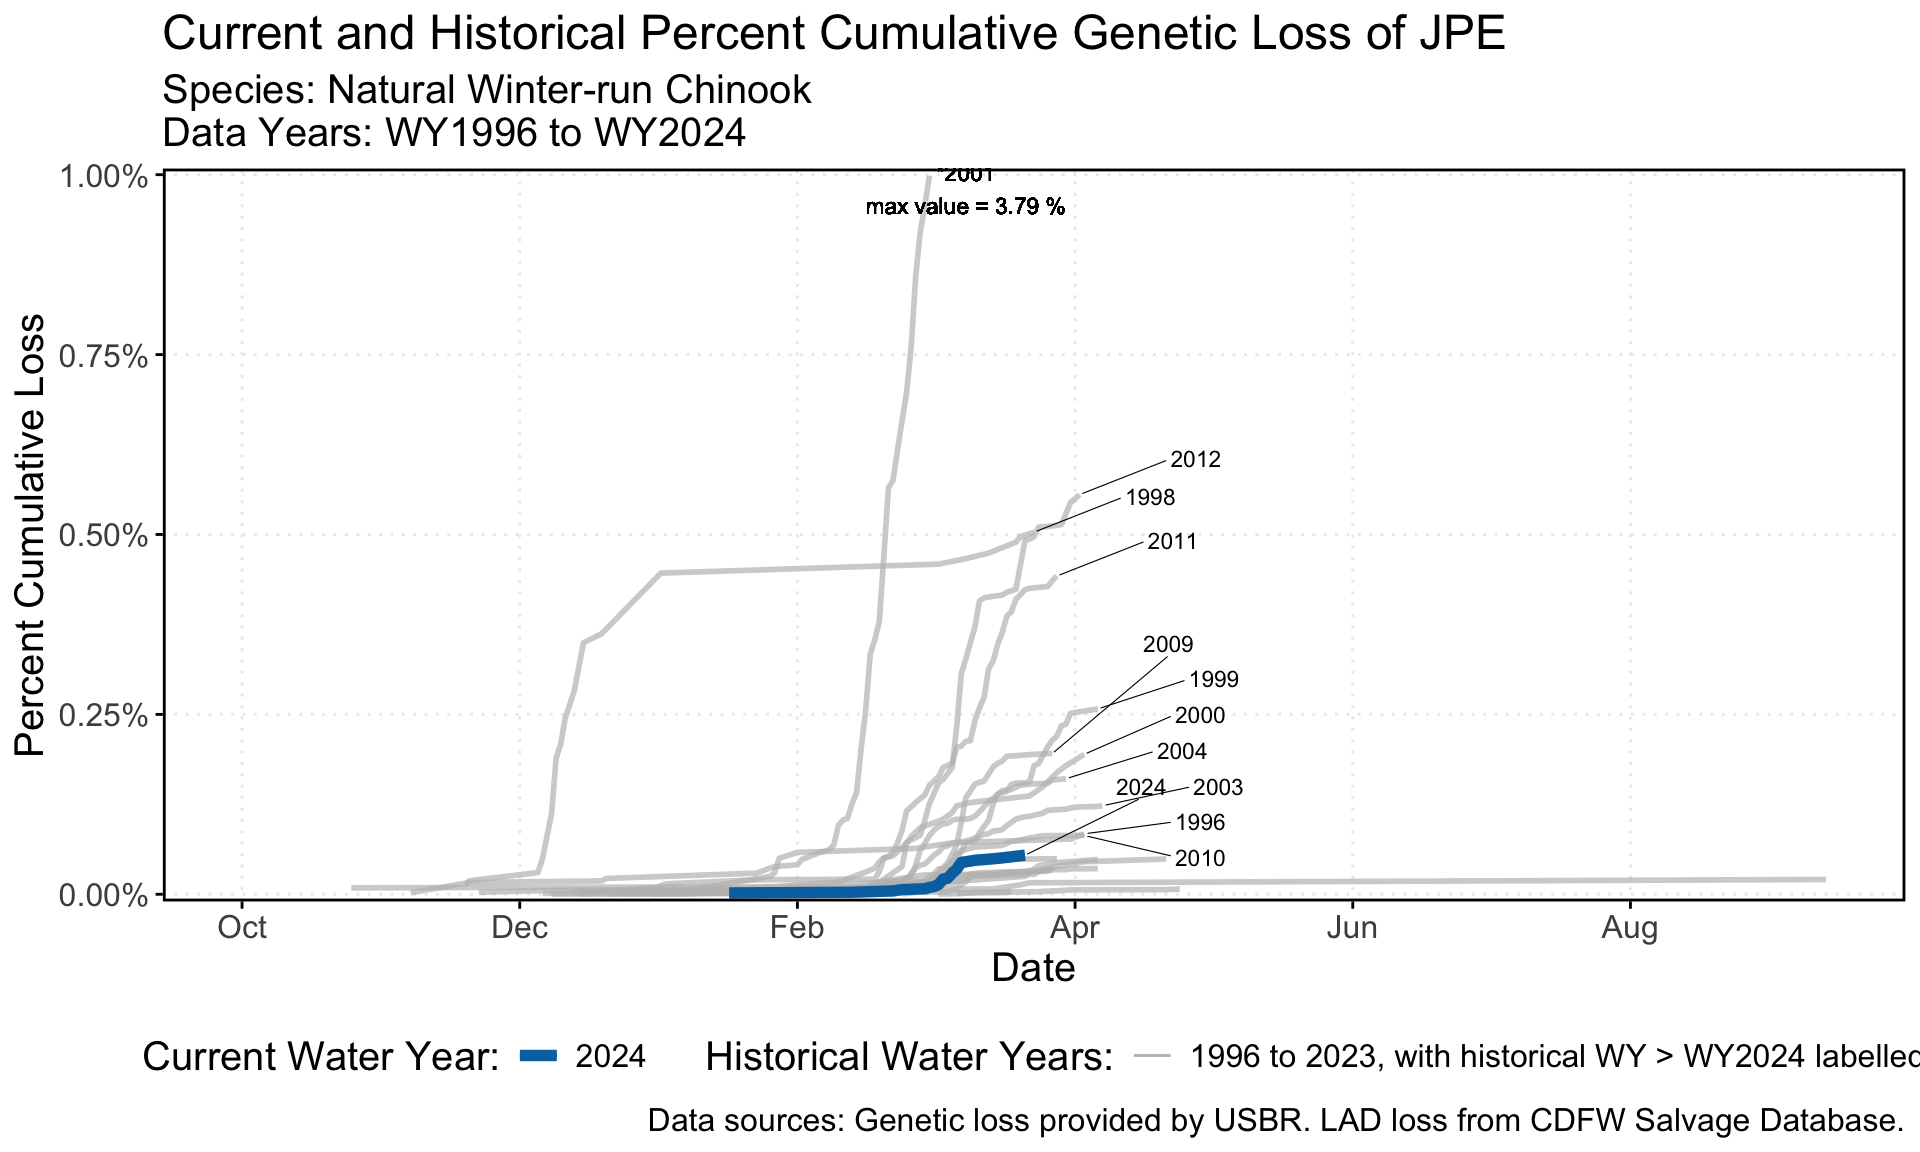 Current and Historical Percent Cumulative Genetic Loss of JPE
Species: Natural Winter-run Chinook
Data Years: WY1996 to WY2024
Percent Cumulative Loss
1.00%
0.75%
0.50%
0.25%
0.00%
*2001
max value = 3.79 %
2012
1998
2011
2009
1999
2000
2004
2024
2003
1996
2010
Oct
Dec
Feb
Apr
Jun
Aug
Date
Current Water Year: 2024 Historical Water Years: 1996 to 2023, with historical WY > WY2024 labelled
Data sources: Genetic loss provided by USBR. LAD loss from CDFW Salvage Database.